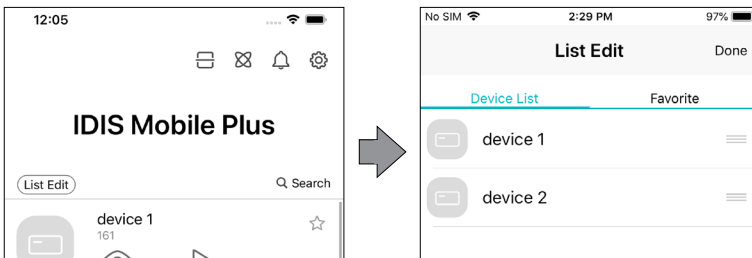 12:05
IDIS Mobile Plus
List Edit
Search
device 1
161
No SIM 2:29 PM 97%
List Edit Done
Device List Favorite
device 1
device 2